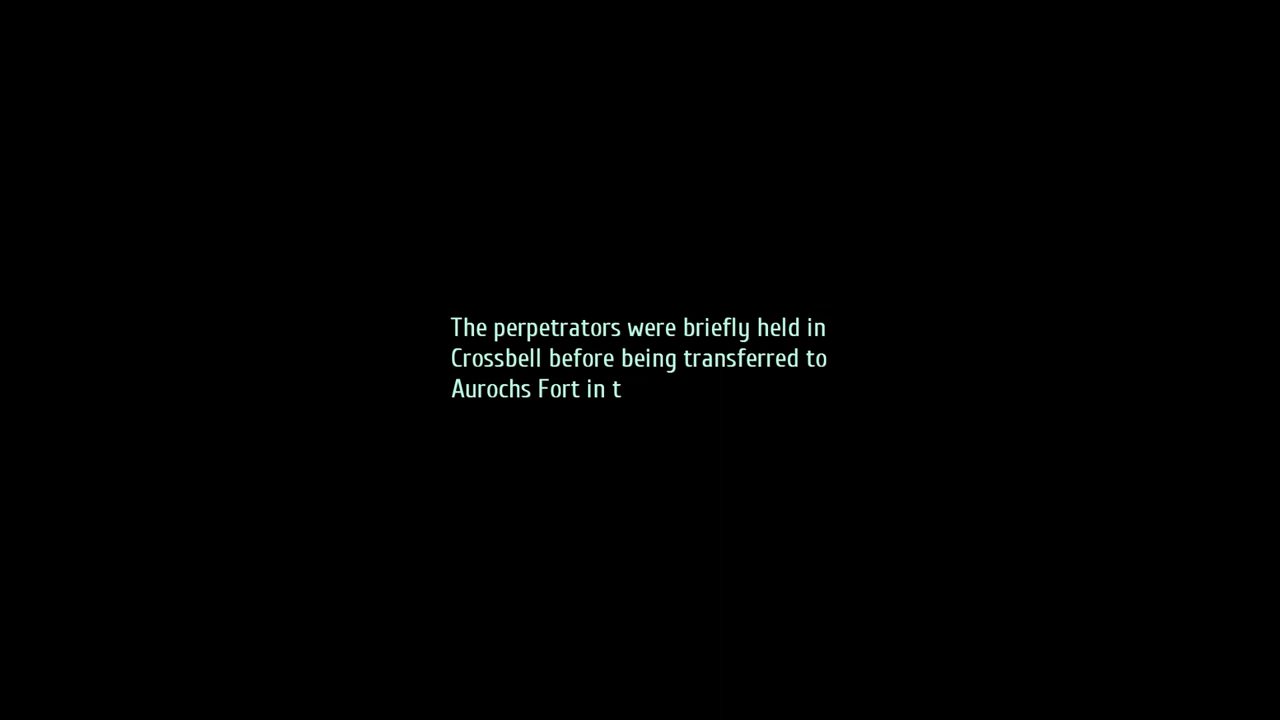 The perpetrators were briefly held in
Crossbell before being transferred to
Aurochs Fort in t